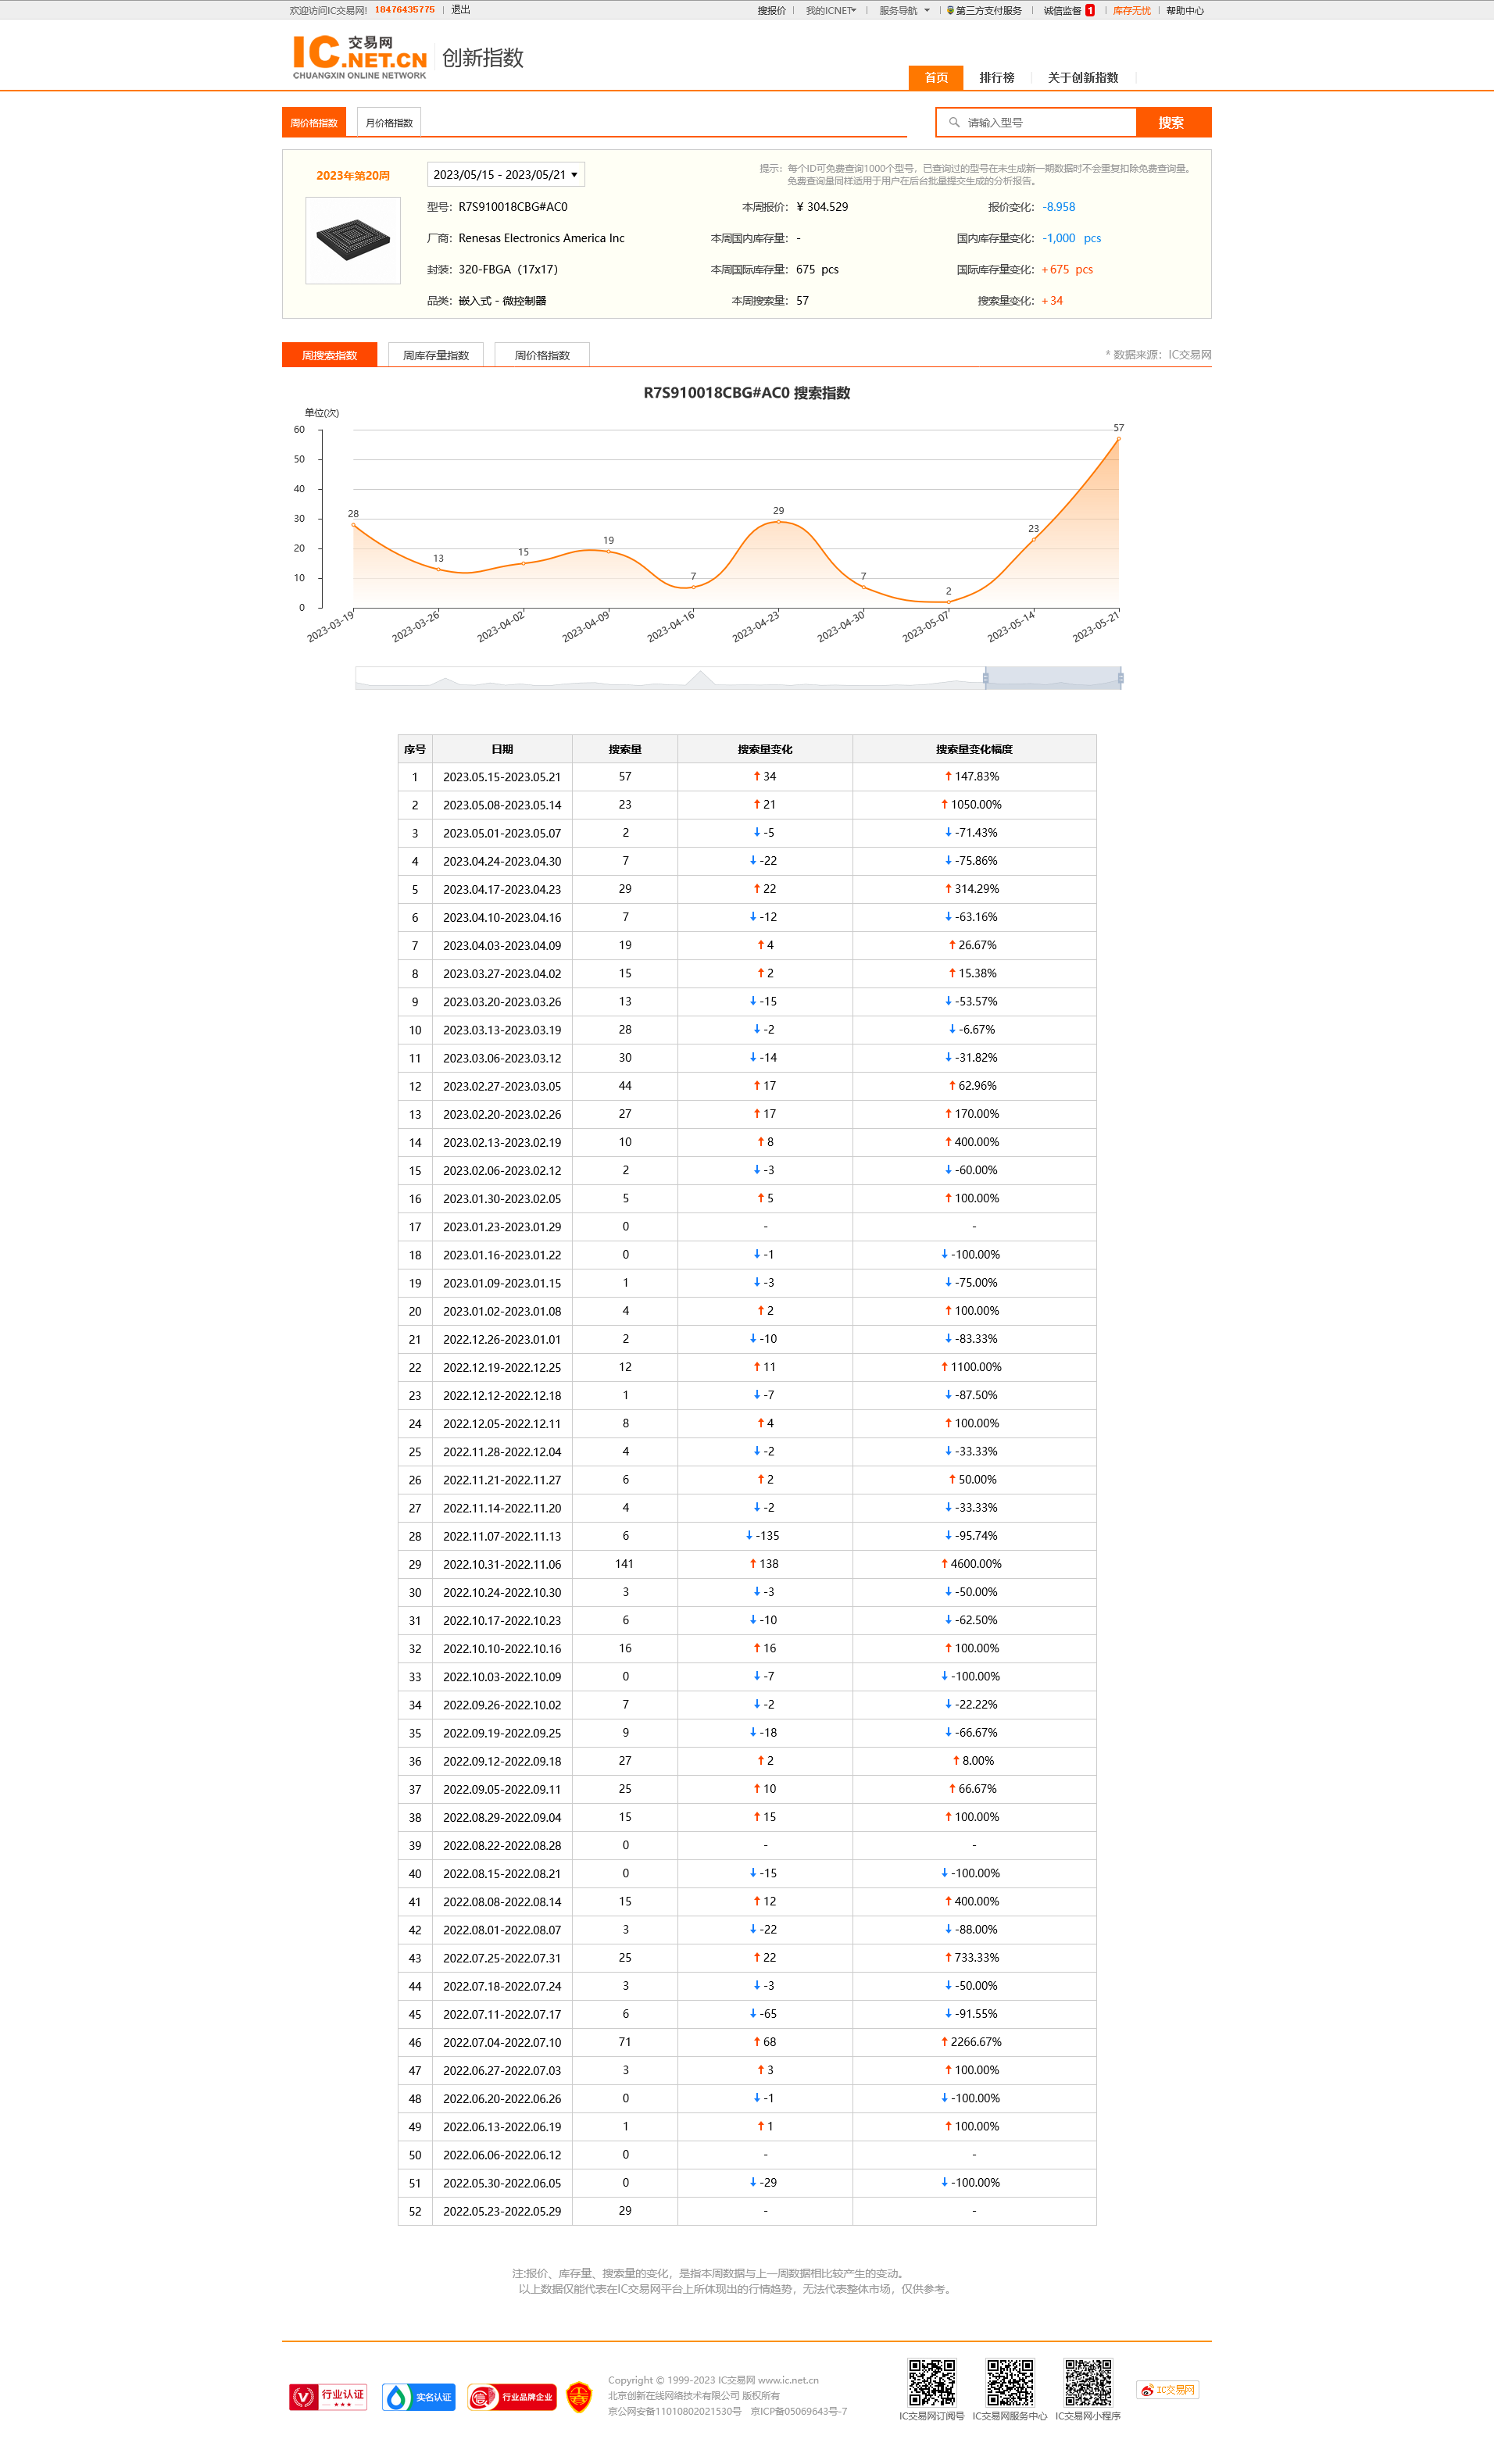 欢迎访问IC交易网! 18476435775 退出 搜报价 我的ICNET 服务导航 第三方支付服务 诚信监督 1 库存无忧 帮助中心
IC 交易网
.NET.CN 创新指数
CHUANGXIN ONLINE NETWORK
首页 排行榜 关于创新指数
周价格指数 月价格指数 请输入型号 搜索
2023年第20周 2023/05/15 - 2023/05/21
提示：每个ID可免费查询1000个型号，已查询过的型号在未生成新一期数据时不会重复扣除免费查询量。
免费查询量同样适用于用户在后台批量提交生成的分析报告。
型号：R7S910018CBG#AC0 本周报价：¥ 304.529 报价变化：-8.958
厂商：Renesas Electronics America Inc 本周国内库存量：- 国内库存量变化：-1,000 pcs
封装：320-FBGA（17x17） 本周国际库存量：675 pcs 国际库存量变化：+675 pcs
品类：嵌入式 - 微控制器 本周搜索量：57 搜索量变化：+34
周搜索指数 周库存量指数 周价格指数 * 数据来源：IC交易网
R7S910018CBG#AC0 搜索指数
单位(次)
60
50
40
30
20
10
0
28 13 15 19 7 29 7 2 23 57
2023-03-19 2023-03-26 2023-04-02 2023-04-09 2023-04-16 2023-04-23 2023-04-30 2023-05-07 2023-05-14 2023-05-21
序号 日期 搜索量 搜索量变化 搜索量变化幅度
1 2023.05.15-2023.05.21 57 ↑ 34 ↑ 147.83%
2 2023.05.08-2023.05.14 23 ↑ 21 ↑ 1050.00%
3 2023.05.01-2023.05.07 2 ↓ -5 ↓ -71.43%
4 2023.04.24-2023.04.30 7 ↓ -22 ↓ -75.86%
5 2023.04.17-2023.04.23 29 ↑ 22 ↑ 314.29%
6 2023.04.10-2023.04.16 7 ↓ -12 ↓ -63.16%
7 2023.04.03-2023.04.09 19 ↑ 4 ↑ 26.67%
8 2023.03.27-2023.04.02 15 ↑ 2 ↑ 15.38%
9 2023.03.20-2023.03.26 13 ↓ -15 ↓ -53.57%
10 2023.03.13-2023.03.19 28 ↓ -2 ↓ -6.67%
11 2023.03.06-2023.03.12 30 ↓ -14 ↓ -31.82%
12 2023.02.27-2023.03.05 44 ↑ 17 ↑ 62.96%
13 2023.02.20-2023.02.26 27 ↑ 17 ↑ 170.00%
14 2023.02.13-2023.02.19 10 ↑ 8 ↑ 400.00%
15 2023.02.06-2023.02.12 2 ↓ -3 ↓ -60.00%
16 2023.01.30-2023.02.05 5 ↑ 5 ↑ 100.00%
17 2023.01.23-2023.01.29 0 - -
18 2023.01.16-2023.01.22 0 ↓ -1 ↓ -100.00%
19 2023.01.09-2023.01.15 1 ↓ -3 ↓ -75.00%
20 2023.01.02-2023.01.08 4 ↑ 2 ↑ 100.00%
21 2022.12.26-2023.01.01 2 ↓ -10 ↓ -83.33%
22 2022.12.19-2022.12.25 12 ↑ 11 ↑ 1100.00%
23 2022.12.12-2022.12.18 1 ↓ -7 ↓ -87.50%
24 2022.12.05-2022.12.11 8 ↑ 4 ↑ 100.00%
25 2022.11.28-2022.12.04 4 ↓ -2 ↓ -33.33%
26 2022.11.21-2022.11.27 6 ↑ 2 ↑ 50.00%
27 2022.11.14-2022.11.20 4 ↓ -2 ↓ -33.33%
28 2022.11.07-2022.11.13 6 ↓ -135 ↓ -95.74%
29 2022.10.31-2022.11.06 141 ↑ 138 ↑ 4600.00%
30 2022.10.24-2022.10.30 3 ↓ -3 ↓ -50.00%
31 2022.10.17-2022.10.23 6 ↓ -10 ↓ -62.50%
32 2022.10.10-2022.10.16 16 ↑ 16 ↑ 100.00%
33 2022.10.03-2022.10.09 0 ↓ -7 ↓ -100.00%
34 2022.09.26-2022.10.02 7 ↓ -2 ↓ -22.22%
35 2022.09.19-2022.09.25 9 ↓ -18 ↓ -66.67%
36 2022.09.12-2022.09.18 27 ↑ 2 ↑ 8.00%
37 2022.09.05-2022.09.11 25 ↑ 10 ↑ 66.67%
38 2022.08.29-2022.09.04 15 ↑ 15 ↑ 100.00%
39 2022.08.22-2022.08.28 0 - -
40 2022.08.15-2022.08.21 0 ↓ -15 ↓ -100.00%
41 2022.08.08-2022.08.14 15 ↑ 12 ↑ 400.00%
42 2022.08.01-2022.08.07 3 ↓ -22 ↓ -88.00%
43 2022.07.25-2022.07.31 25 ↑ 22 ↑ 733.33%
44 2022.07.18-2022.07.24 3 ↓ -3 ↓ -50.00%
45 2022.07.11-2022.07.17 6 ↓ -65 ↓ -91.55%
46 2022.07.04-2022.07.10 71 ↑ 68 ↑ 2266.67%
47 2022.06.27-2022.07.03 3 ↑ 3 ↑ 100.00%
48 2022.06.20-2022.06.26 0 ↓ -1 ↓ -100.00%
49 2022.06.13-2022.06.19 1 ↑ 1 ↑ 100.00%
50 2022.06.06-2022.06.12 0 - -
51 2022.05.30-2022.06.05 0 ↓ -29 ↓ -100.00%
52 2022.05.23-2022.05.29 29 - -
注:报价、库存量、搜索量的变化，是指本周数据与上一周数据相比较产生的变动。
以上数据仅能代表在IC交易网平台上所体现出的行情趋势，无法代表整体市场，仅供参考。
行业认证 实名认证 行业品牌企业
Copyright © 1999-2023 IC交易网 www.ic.net.cn
北京创新在线网络技术有限公司 版权所有
京公网安备11010802021530号 京ICP备05069643号-7
IC交易网订阅号 IC交易网服务中心 IC交易网小程序
IC交易网